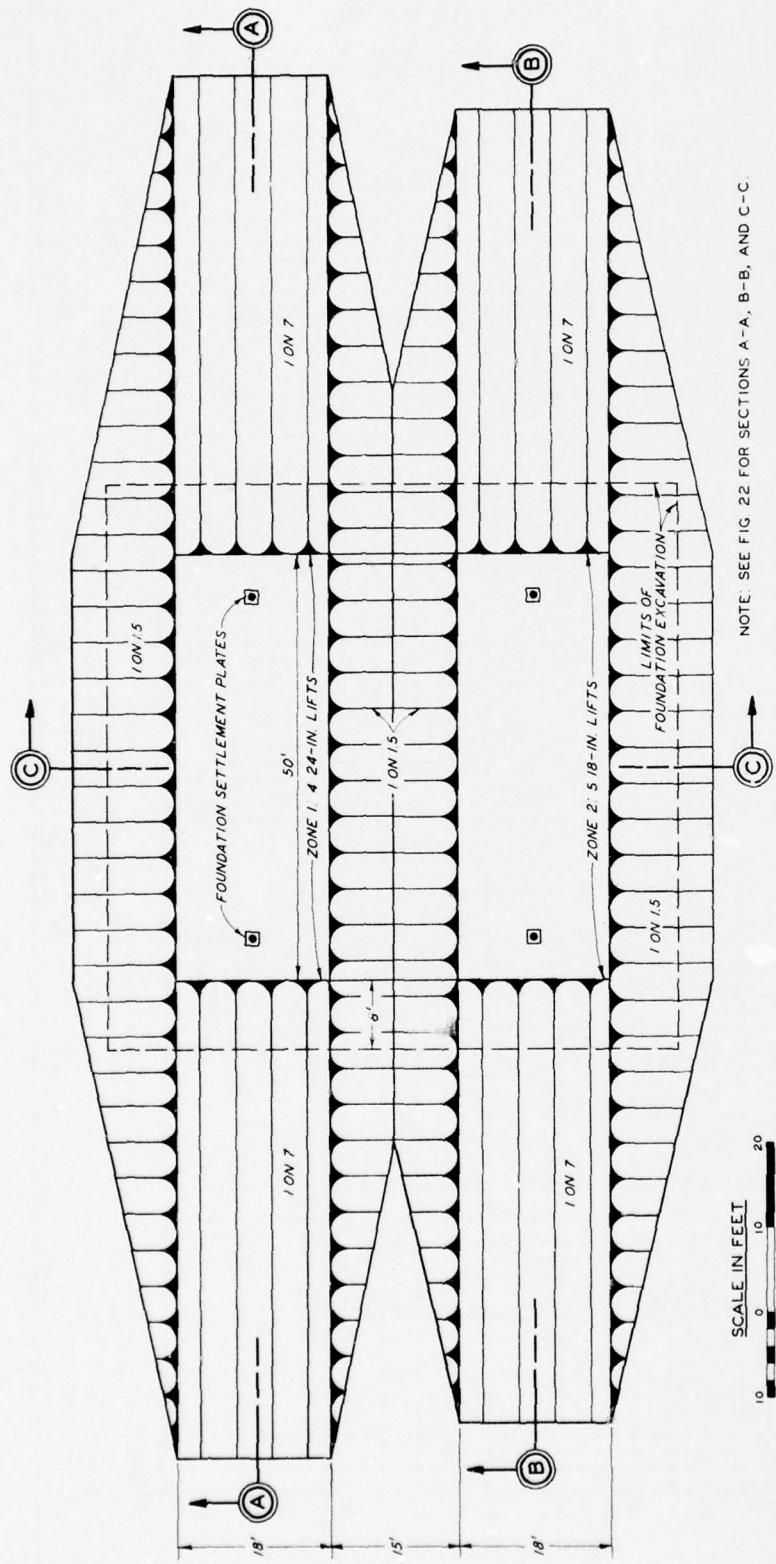 A
B
C
1 ON 7
1 ON 7
1 ON 1.5
FOUNDATION SETTLEMENT PLATES
50'
ZONE 1: 4 24-IN. LIFTS
1 ON 1.5
ZONE 2: 5 18-IN. LIFTS
LIMITS OF
FOUNDATION EXCAVATION
1 ON 1.5
6'
1 ON 7
1 ON 7
C
A
B
18'
15'
18'
NOTE: SEE FIG. 22 FOR SECTIONS A-A, B-B, AND C-C.
SCALE IN FEET
10 0 10 20